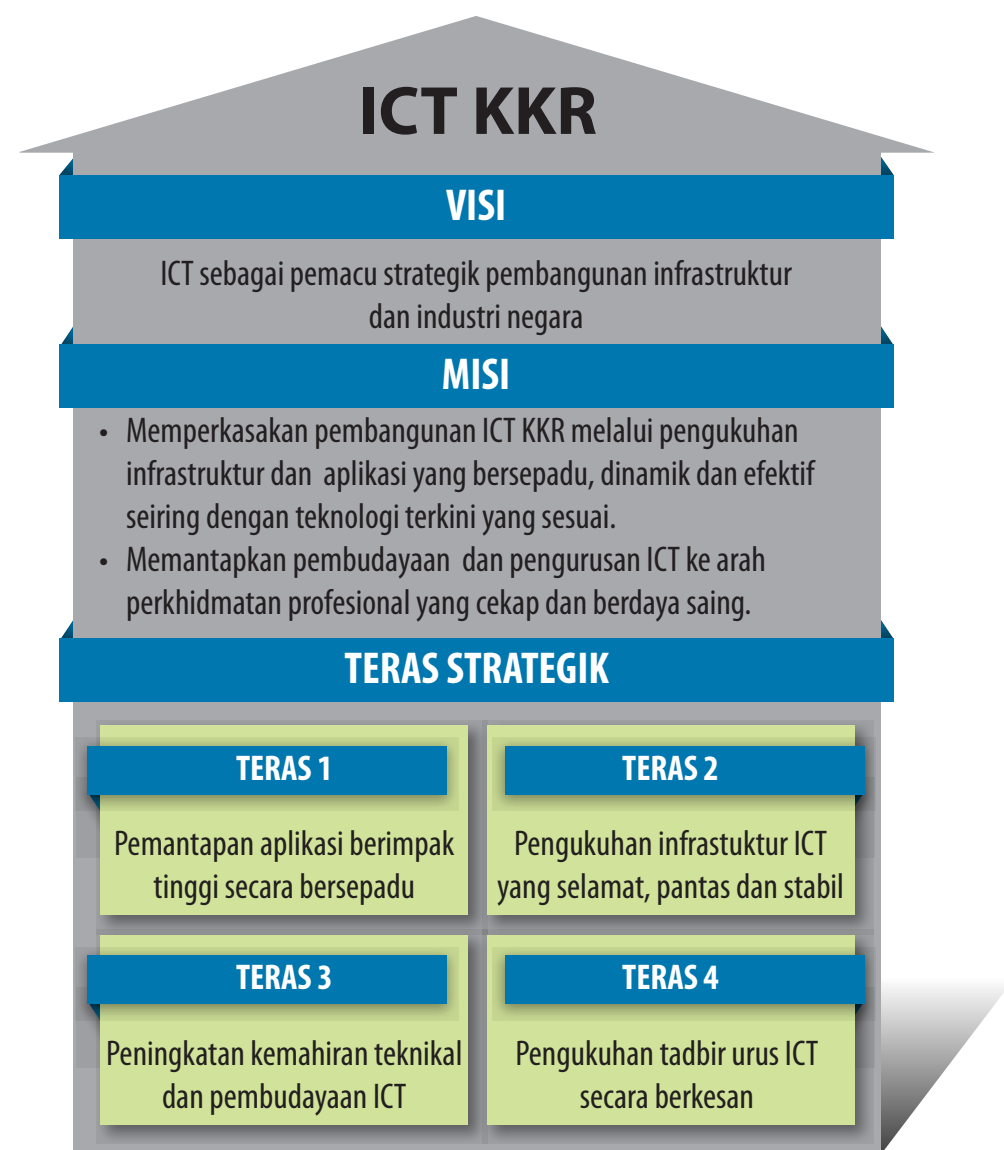 ICT KKR
VISI
ICT sebagai pemacu strategik pembangunan infrastruktur
dan industri negara
MISI
• Memperkasakan pembangunan ICT KKR melalui pengukuhan
infrastruktur dan aplikasi yang bersepadu, dinamik dan efektif
seiring dengan teknologi terkini yang sesuai.
• Memantapkan pembudayaan dan pengurusan ICT ke arah
perkhidmatan profesional yang cekap dan berdaya saing.
TERAS STRATEGIK
TERAS 1
Pemantapan aplikasi berimpak
tinggi secara bersepadu
TERAS 2
Pengukuhan infrastuktur ICT
yang selamat, pantas dan stabil
TERAS 3
Peningkatan kemahiran teknikal
dan pembudayaan ICT
TERAS 4
Pengukuhan tadbir urus ICT
secara berkesan